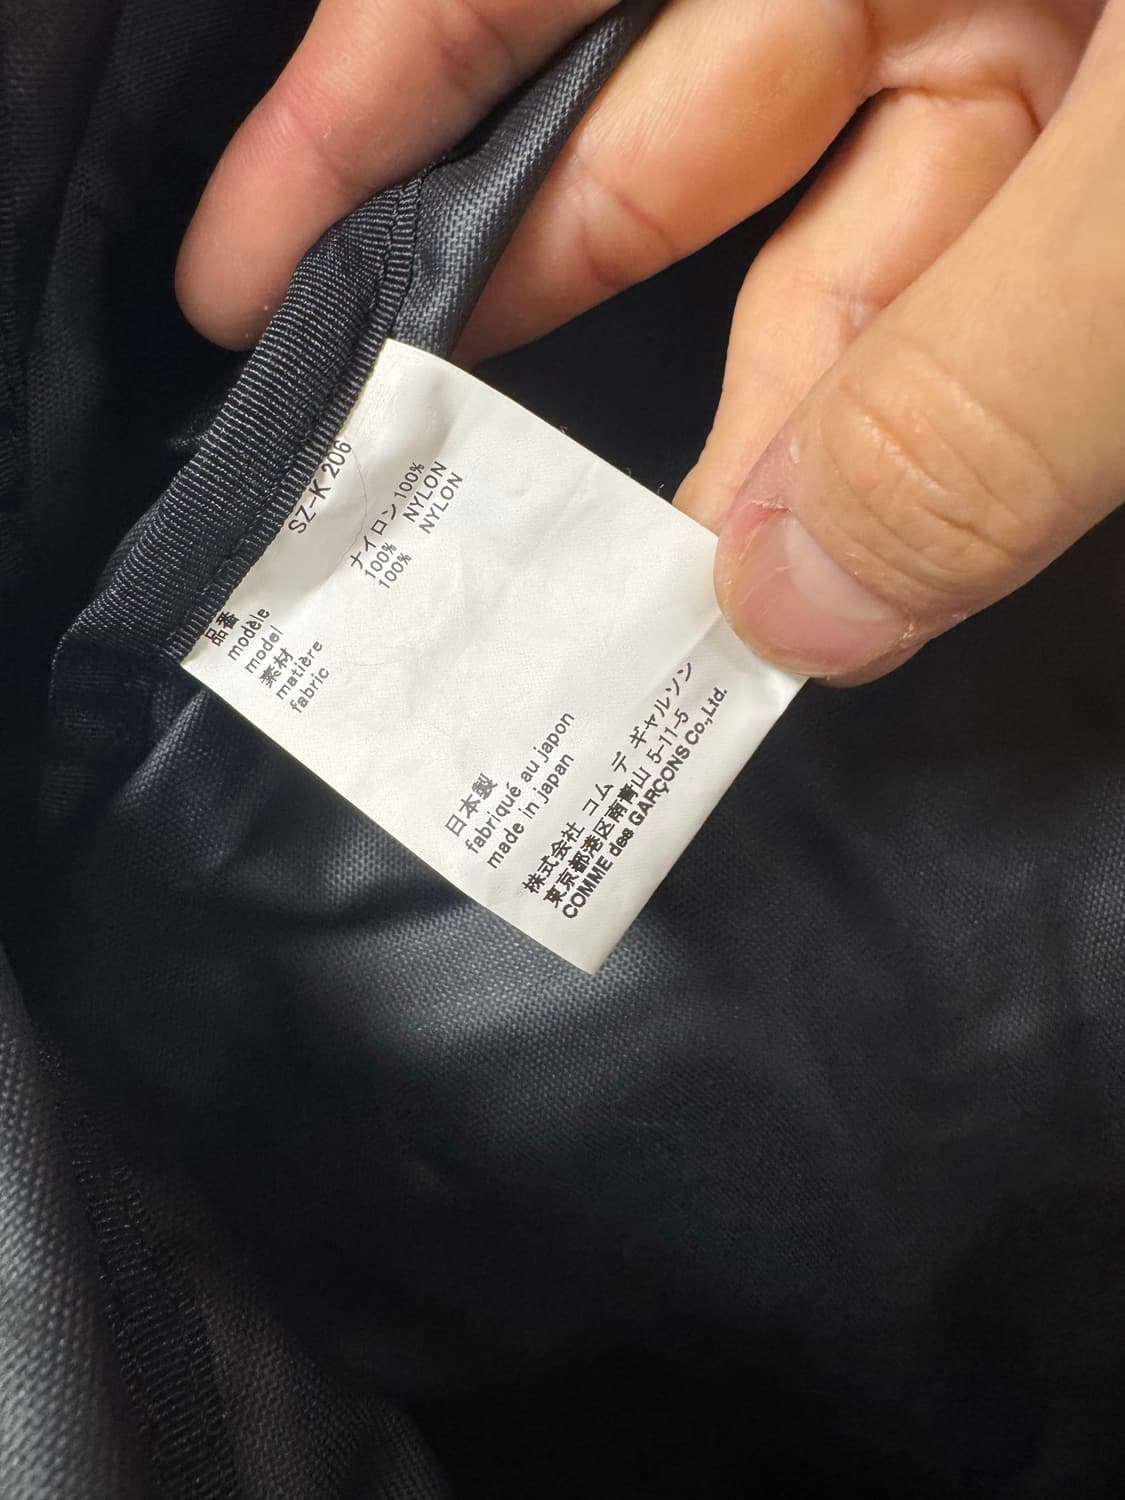 品番 SZ-K 206
modèle
model
素材 ナイロン 100%
matière 100% NYLON
fabric 100% NYLON
日本製
fabriqué au japon
made in japan
株式会社 コム デ ギャルソン
東京都港区南青山 5-11-5
COMME des GARÇONS Co.,Ltd.